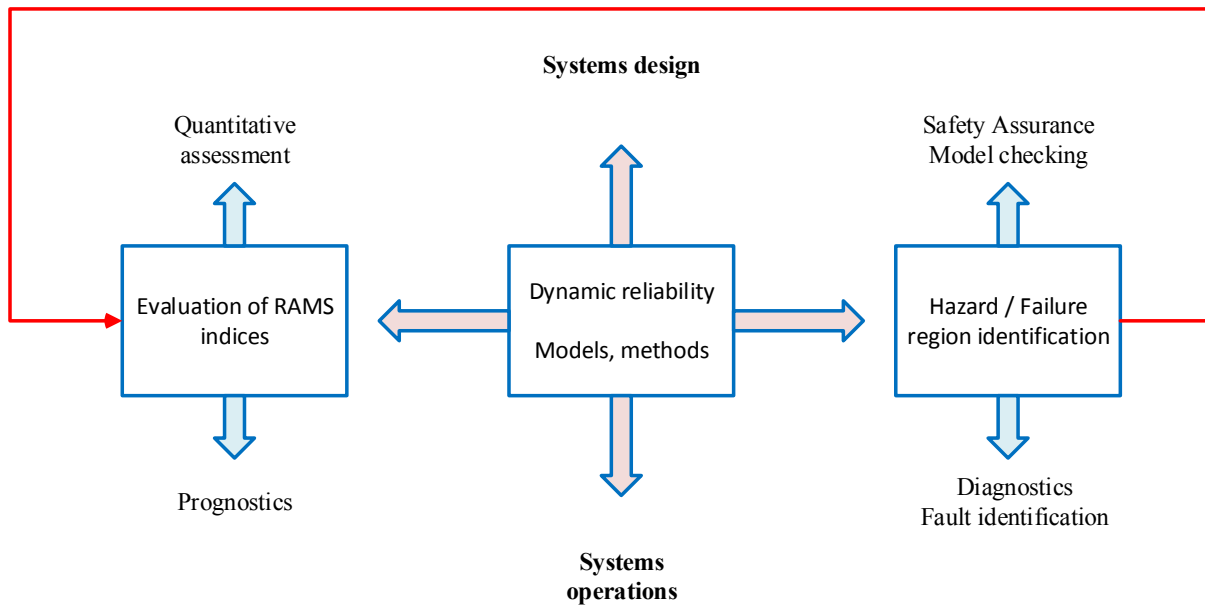 Systems design
Quantitative
assessment
Safety Assurance
Model checking
Evaluation of RAMS
indices
Dynamic reliability
Models, methods
Hazard / Failure
region identification
Prognostics
Diagnostics
Fault identification
Systems
operations